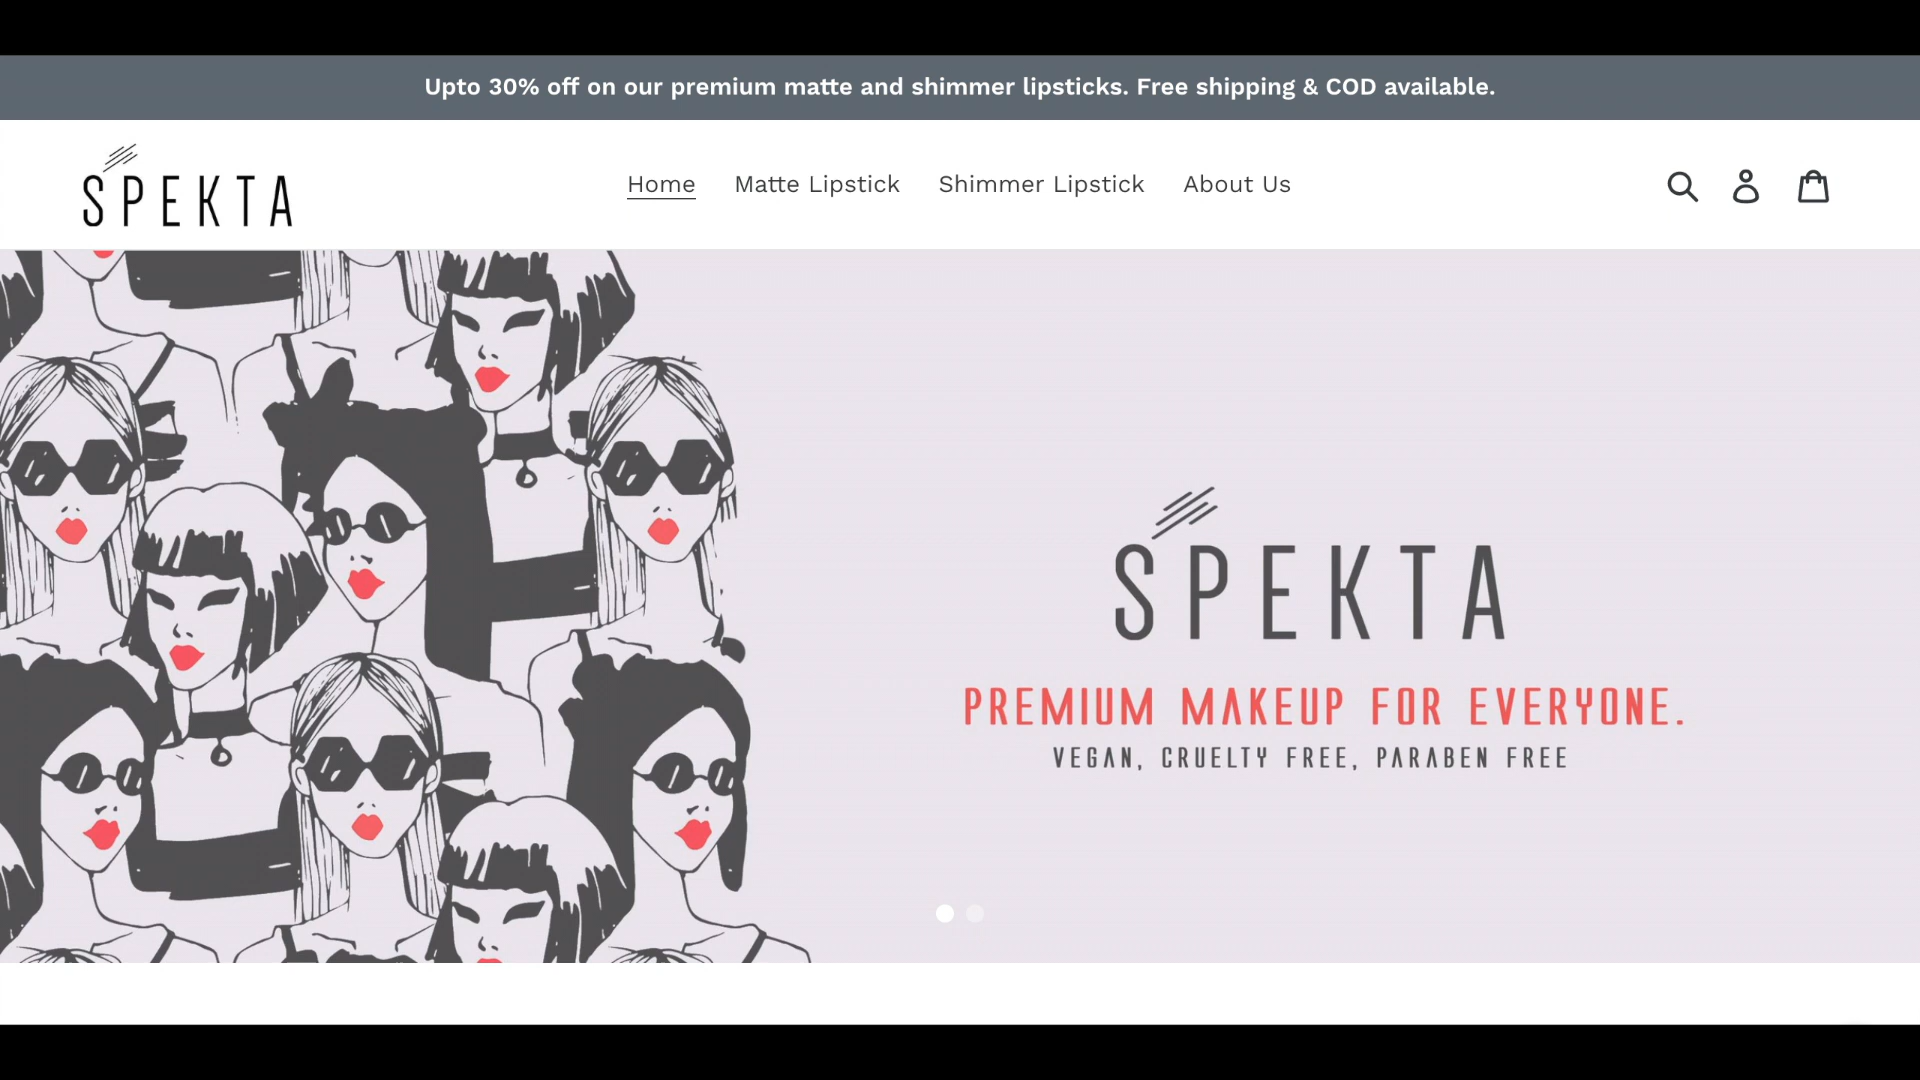 Upto 30% off on our premium matte and shimmer lipsticks. Free shipping & COD available.
SPEKTA
Home Matte Lipstick Shimmer Lipstick About Us
SPEKTA
PREMIUM MAKEUP FOR EVERYONE.
VEGAN, CRUELTY FREE, PARABEN FREE